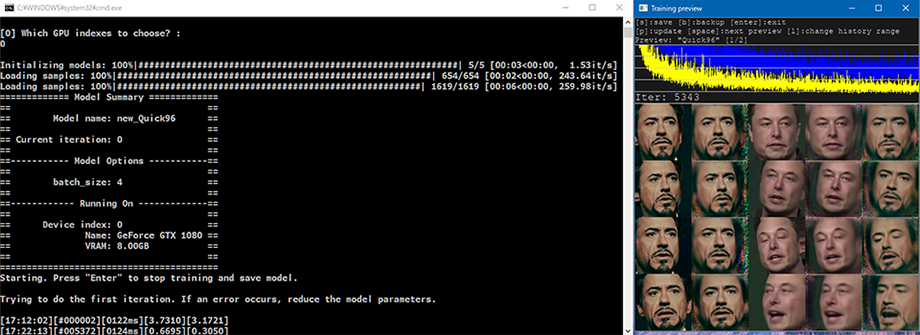 C:¥WINDOWS¥system32¥cmd.exe
[0] Which GPU indexes to choose? :
0
Initializing models: 100%|####################################################| 5/5 [00:03<00:00,  1.53it/s]
Loading samples: 100%|####################################################| 654/654 [00:02<00:00, 243.64it/s]
Loading samples: 100%|##################################################| 1619/1619 [00:06<00:00, 259.98it/s]
============= Model Summary ==============
==                                      ==
==        Model name: new_Quick96       ==
==                                      ==
== Current iteration: 0                 ==
==                                      ==
==----------- Model Options ------------==
==                                      ==
==        batch_size: 4                 ==
==                                      ==
==------------ Running On --------------==
==                                      ==
==      Device index: 0                 ==
==              Name: GeForce GTX 1080  ==
==              VRAM: 8.00GB            ==
==                                      ==
==========================================
Starting. Press "Enter" to stop training and save model.
Trying to do the first iteration. If an error occurs, reduce the model parameters.
[17:12:02][#000002][0122ms][3.7310][3.1721]
[17:22:13][#005372][0124ms][0.6695][0.3050]
Training preview
[s]:save [b]:backup [enter]:exit
[p]:update [space]:next preview [l]:change history range
Preview: "Quick96" [1/2]
Iter: 5343